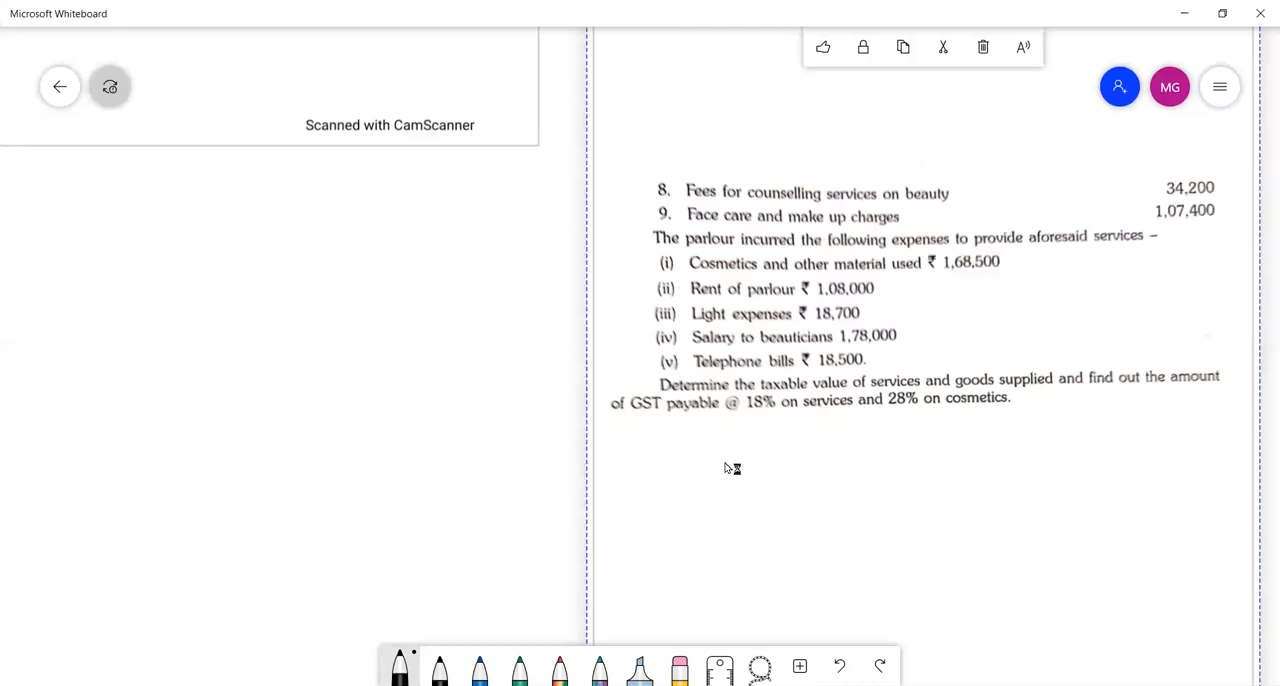 Microsoft Whiteboard
MG
Scanned with CamScanner
8. Fees for counselling services on beauty 34,200
9. Face care and make up charges 1,07,400
The parlour incurred the following expenses to provide aforesaid services –
(i) Cosmetics and other material used ₹ 1,68,500
(ii) Rent of parlour ₹ 1,08,000
(iii) Light expenses ₹ 18,700
(iv) Salary to beauticians 1,78,000
(v) Telephone bills ₹ 18,500.
Determine the taxable value of services and goods supplied and find out the amount
of GST payable @ 18% on services and 28% on cosmetics.